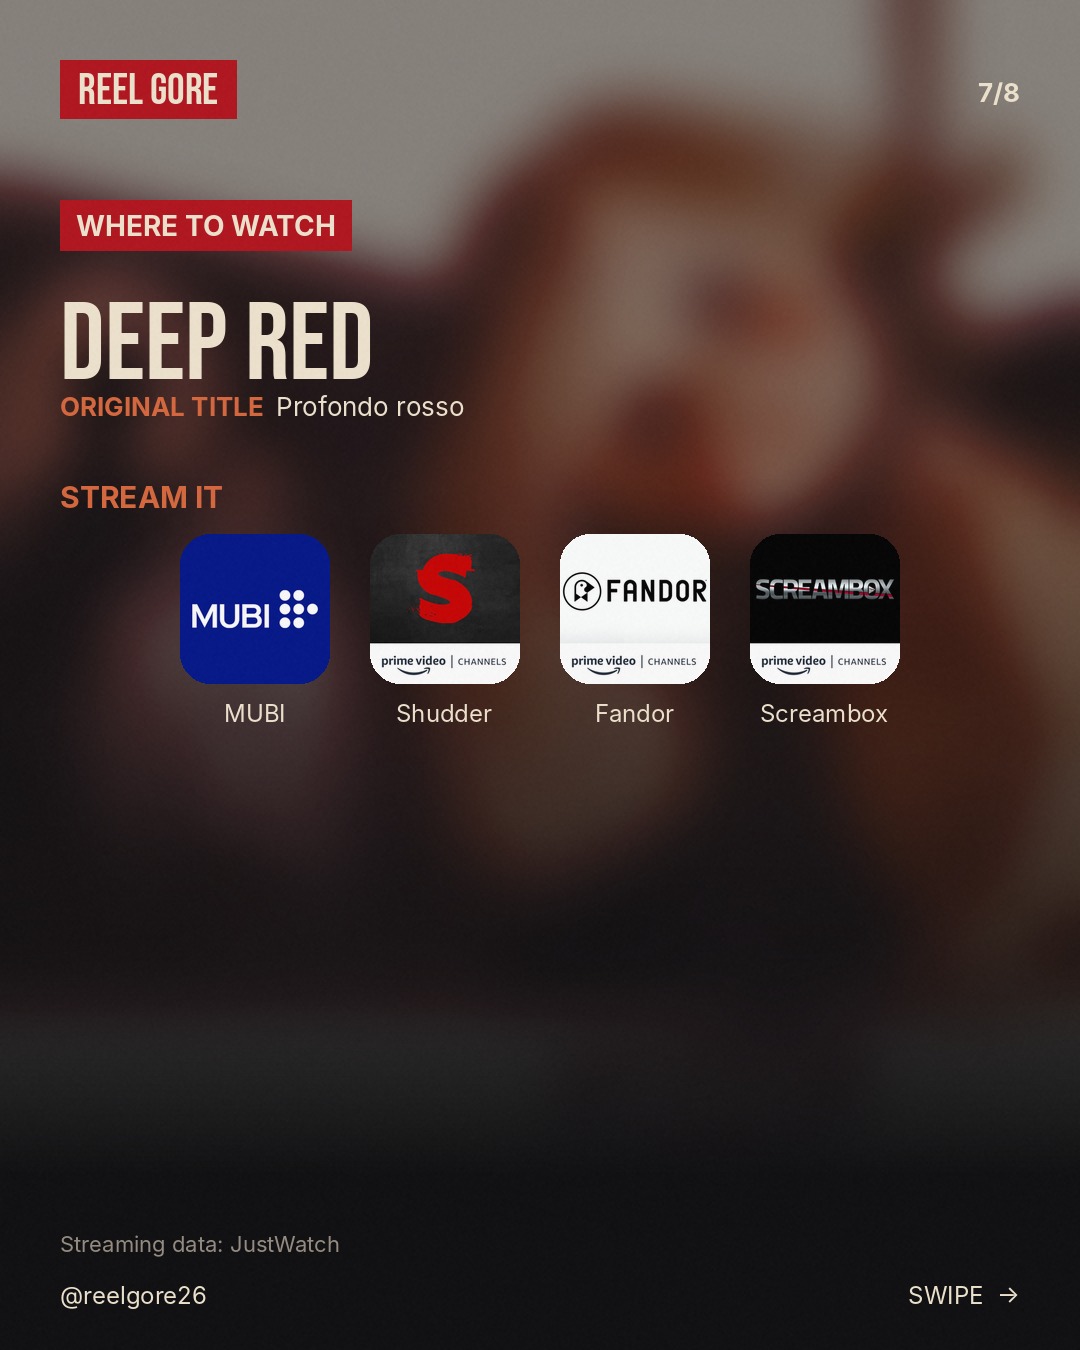 REEL GORE
7/8
WHERE TO WATCH
DEEP RED
ORIGINAL TITLE Profondo rosso
STREAM IT
MUBI
S
FANDOR
SCREAMBOX
prime video | CHANNELS
prime video | CHANNELS
prime video | CHANNELS
MUBI
Shudder
Fandor
Screambox
Streaming data: JustWatch
@reelgore26
SWIPE →